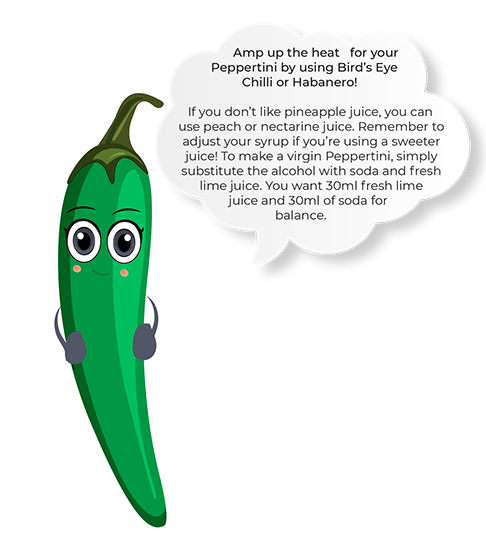 Amp up the heat for your
Peppertini by using Bird’s Eye
Chilli or Habanero!
If you don’t like pineapple juice, you can
use peach or nectarine juice. Remember to
adjust your syrup if you’re using a sweeter
juice! To make a virgin Peppertini, simply
substitute the alcohol with soda and fresh
lime juice. You want 30ml fresh lime
juice and 30ml of soda for
balance.